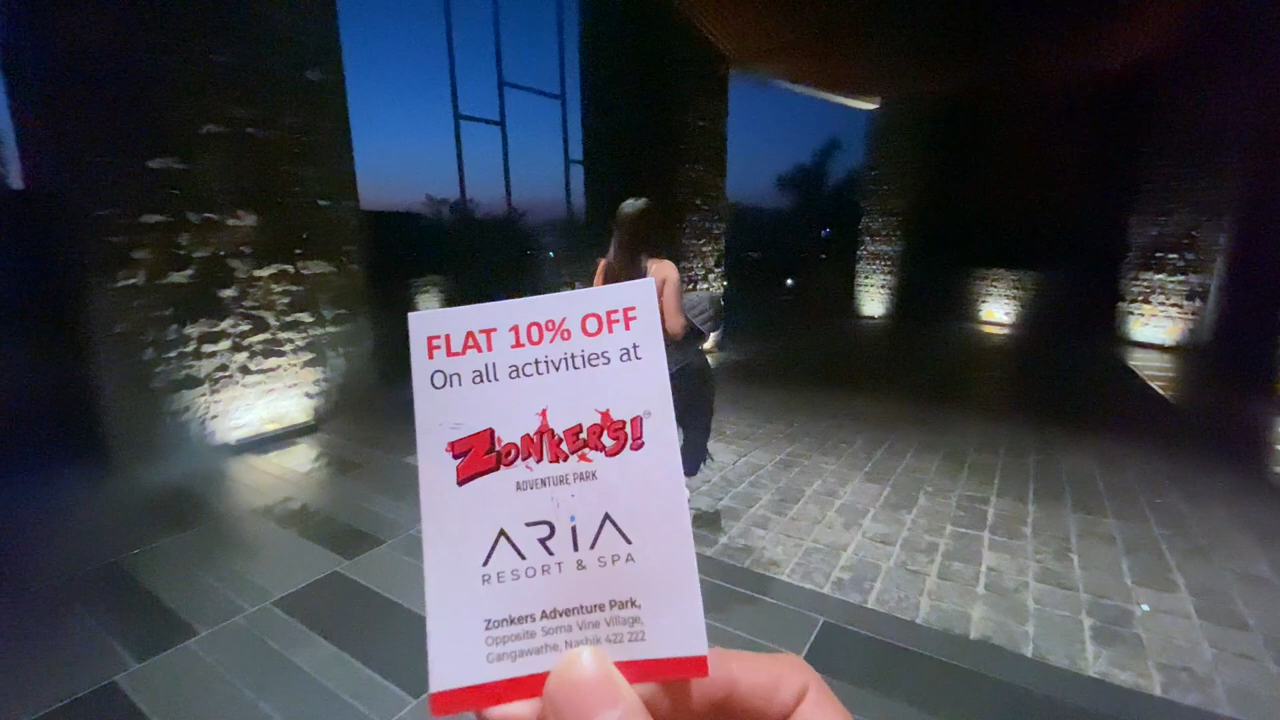 FLAT 10% OFF
On all activities at
ZONKERS!
ADVENTURE PARK
ARiA
RESORT & SPA
Zonkers Adventure Park,
Opposite Soma Vine Village,
Gangawathe, Nashik 422 222